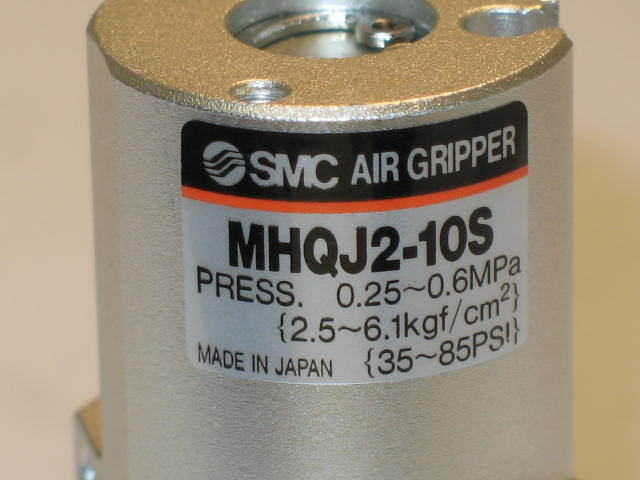 SMC AIR GRIPPER
MHQJ2-10S
PRESS. 0.25~0.6MPa
{2.5~6.1kgf/cm²}
MADE IN JAPAN {35~85PSI}